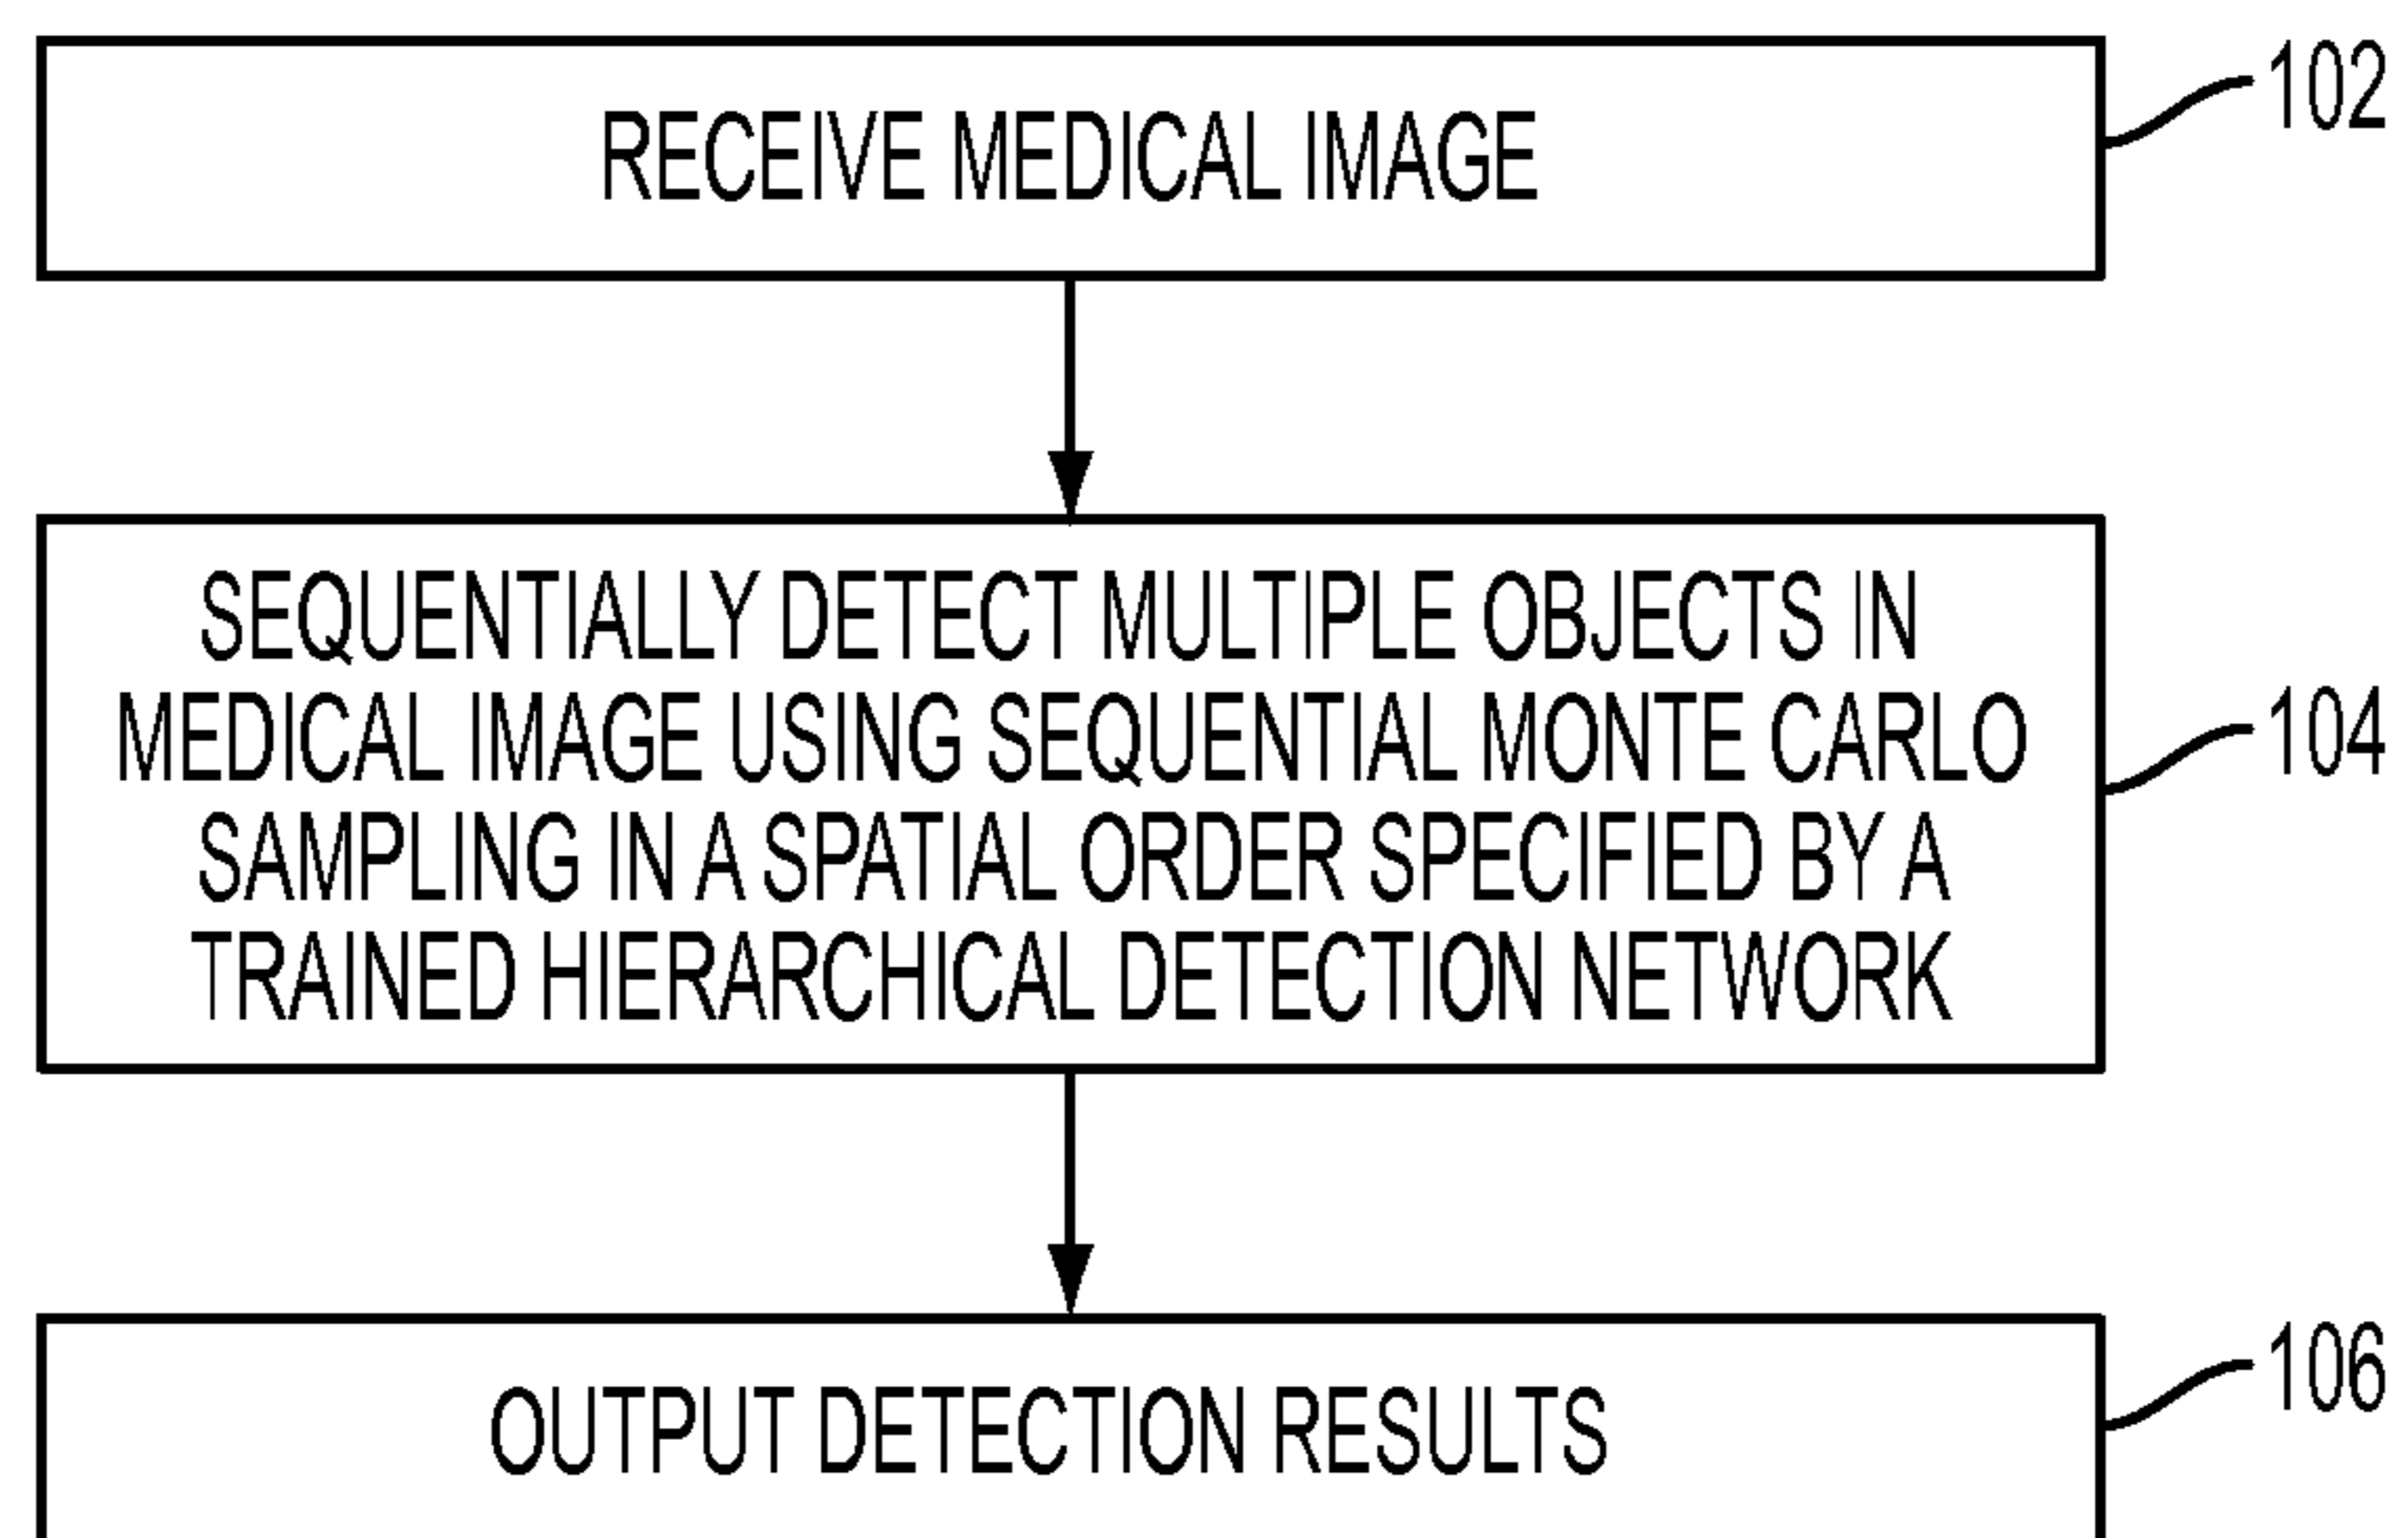 RECEIVE MEDICAL IMAGE
102
SEQUENTIALLY DETECT MULTIPLE OBJECTS IN
MEDICAL IMAGE USING SEQUENTIAL MONTE CARLO
SAMPLING IN A SPATIAL ORDER SPECIFIED BY A
TRAINED HIERARCHICAL DETECTION NETWORK
104
OUTPUT DETECTION RESULTS
106